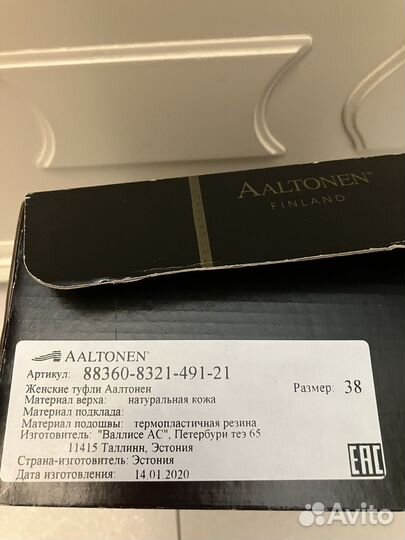 AALTONEN®
FINLAND
AALTONEN®
Артикул: 88360-8321-491-21
Женские туфли Аалтонен Размер: 38
Материал верха: натуральная кожа
Материал подклада:
Материал подошвы: термопластичная резина
Изготовитель: "Валлисе АС", Петербури теэ 65
11415 Таллинн, Эстония
Страна-изготовитель: Эстония
Дата изготовления: 14.01.2020
EAC
Avito